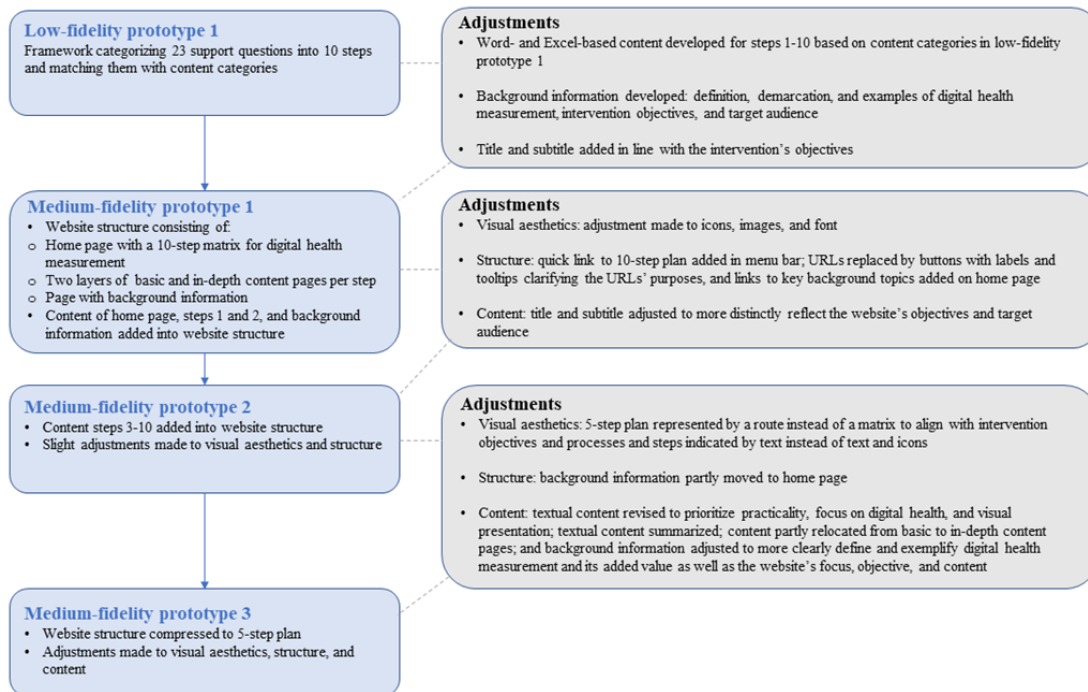 Low-fidelity prototype 1
Framework categorizing 23 support questions into 10 steps
and matching them with content categories
Adjustments
• Word- and Excel-based content developed for steps 1-10 based on content categories in low-fidelity
prototype 1
• Background information developed: definition, demarcation, and examples of digital health
measurement, intervention objectives, and target audience
• Title and subtitle added in line with the intervention's objectives
Medium-fidelity prototype 1
• Website structure consisting of:
o Home page with a 10-step matrix for digital health
measurement
o Two layers of basic and in-depth content pages per step
o Page with background information
• Content of home page, steps 1 and 2, and background
information added into website structure
Adjustments
• Visual aesthetics: adjustment made to icons, images, and font
• Structure: quick link to 10-step plan added in menu bar; URLs replaced by buttons with labels and
tooltips clarifying the URLs' purposes, and links to key background topics added on home page
• Content: title and subtitle adjusted to more distinctly reflect the website's objectives and target
audience
Medium-fidelity prototype 2
• Content steps 3-10 added into website structure
• Slight adjustments made to visual aesthetics and structure
Adjustments
• Visual aesthetics: 5-step plan represented by a route instead of a matrix to align with intervention
objectives and processes and steps indicated by text instead of text and icons
• Structure: background information partly moved to home page
• Content: textual content revised to prioritize practicality, focus on digital health, and visual
presentation; textual content summarized; content partly relocated from basic to in-depth content
pages; and background information adjusted to more clearly define and exemplify digital health
measurement and its added value as well as the website's focus, objective, and content
Medium-fidelity prototype 3
• Website structure compressed to 5-step plan
• Adjustments made to visual aesthetics, structure, and
content